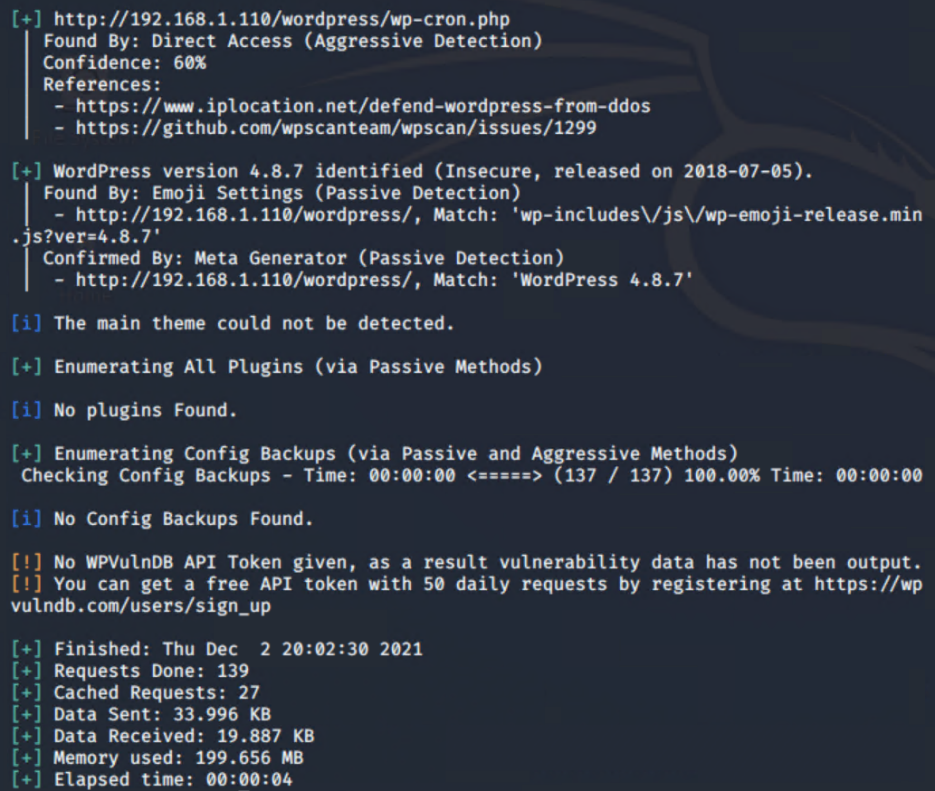 [+] http://192.168.1.110/wordpress/wp-cron.php
| Found By: Direct Access (Aggressive Detection)
| Confidence: 60%
| References:
|  - https://www.iplocation.net/defend-wordpress-from-ddos
|  - https://github.com/wpscanteam/wpscan/issues/1299
[+] WordPress version 4.8.7 identified (Insecure, released on 2018-07-05).
| Found By: Emoji Settings (Passive Detection)
|  - http://192.168.1.110/wordpress/, Match: 'wp-includes\/js\/wp-emoji-release.min
.js?ver=4.8.7'
| Confirmed By: Meta Generator (Passive Detection)
|  - http://192.168.1.110/wordpress/, Match: 'WordPress 4.8.7'
[i] The main theme could not be detected.
[+] Enumerating All Plugins (via Passive Methods)
[i] No plugins Found.
[+] Enumerating Config Backups (via Passive and Aggressive Methods)
Checking Config Backups - Time: 00:00:00 <=====> (137 / 137) 100.00% Time: 00:00:00
[i] No Config Backups Found.
[!] No WPVulnDB API Token given, as a result vulnerability data has not been output.
[!] You can get a free API token with 50 daily requests by registering at https://wp
vulndb.com/users/sign_up
[+] Finished: Thu Dec  2 20:02:30 2021
[+] Requests Done: 139
[+] Cached Requests: 27
[+] Data Sent: 33.996 KB
[+] Data Received: 19.887 KB
[+] Memory used: 199.656 MB
[+] Elapsed time: 00:00:04